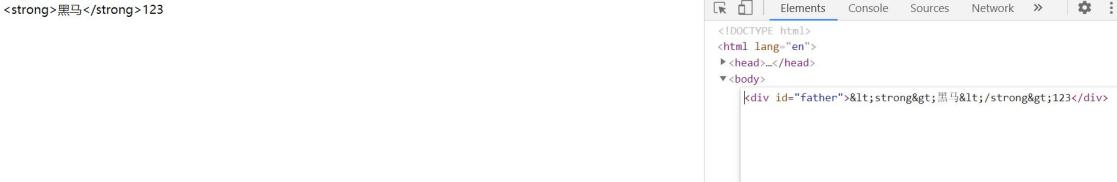 <strong>黑马</strong>123
Elements Console Sources Network »
<!DOCTYPE html>
<html lang="en">
<head>…</head>
<body>
<div id="father">&lt;strong&gt;黑马&lt;/strong&gt;123</div>